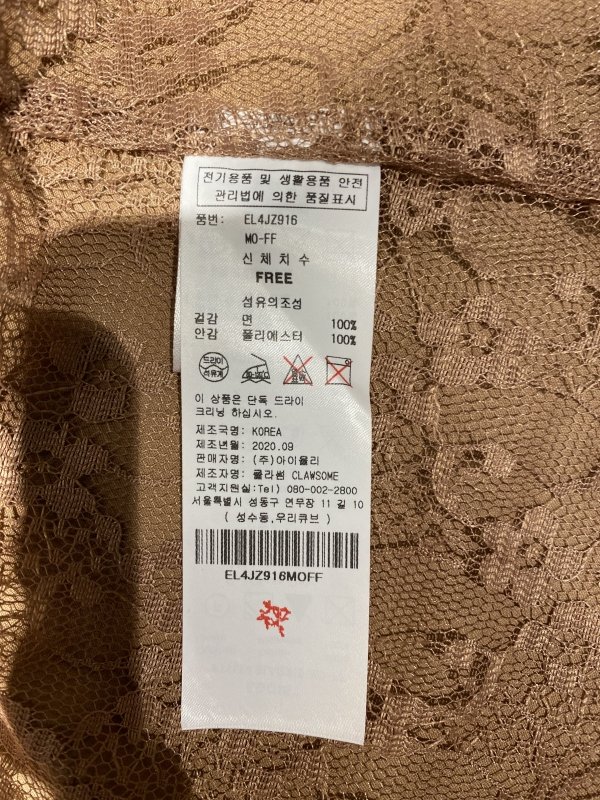 전기용품 및 생활용품 안전
관리법에 의한 품질표시
품번: EL4JZ916
MO-FF
신체치수
FREE
섬유의조성
겉감 면 100%
안감 폴리에스터 100%
드라이
석유계
이 상품은 단독 드라이
크리닝 하십시오.
제조국명: KOREA
제조년월: 2020.09
판매자명: (주)아이올리
제조자명: 클라썸 CLAWSOME
고객지원실:Tel) 080-002-2800
서울특별시 성동구 연무장 11 길 10
(성수동,우리큐브)
EL4JZ916MOFF